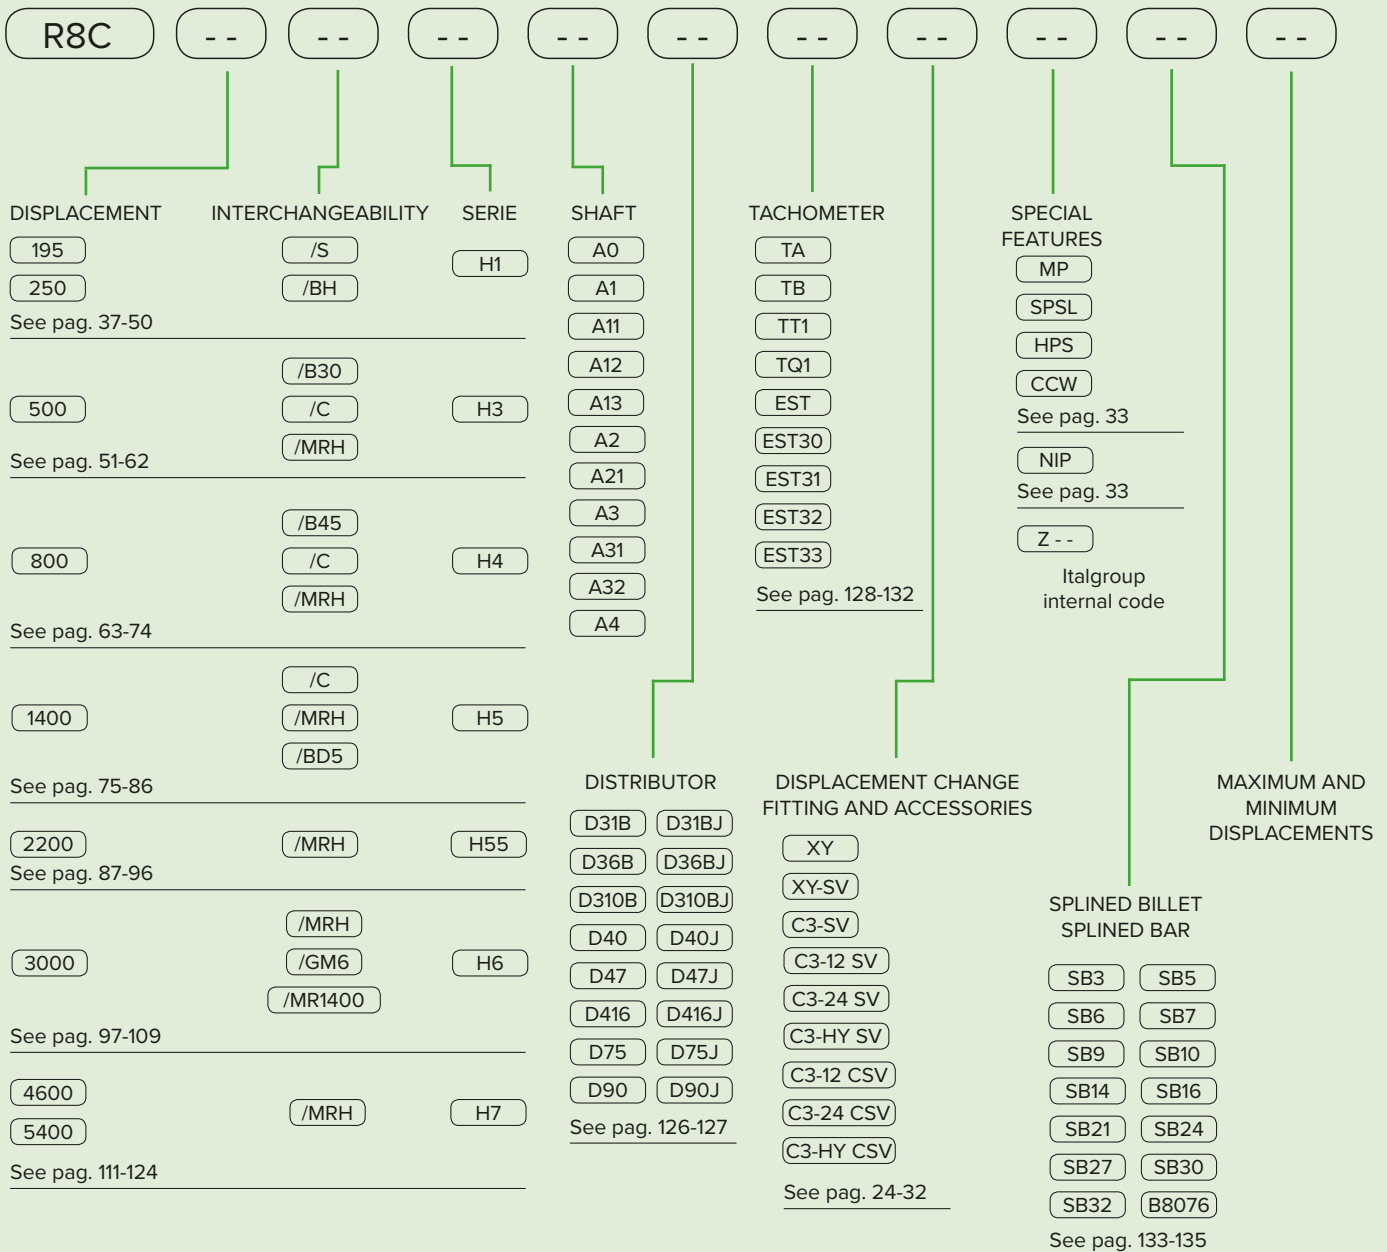 R8C -- -- -- -- -- -- -- -- -- --
DISPLACEMENT INTERCHANGEABILITY SERIE SHAFT TACHOMETER SPECIAL
FEATURES
195 /S H1
250 /BH
See pag. 37-50
500 /B30 H3
/C
/MRH
See pag. 51-62
800 /B45 H4
/C
/MRH
See pag. 63-74
1400 /C H5
/MRH
/BD5
See pag. 75-86
2200 /MRH H55
See pag. 87-96
3000 /MRH H6
/GM6
/MR1400
See pag. 97-109
4600 /MRH H7
5400
See pag. 111-124
A0
A1
A11
A12
A13
A2
A21
A3
A31
A32
A4
TA
TB
TT1
TQ1
EST
EST30
EST31
EST32
EST33
See pag. 128-132
MP
SPSL
HPS
CCW
See pag. 33
NIP
See pag. 33
Z --
Italgroup
internal code
DISTRIBUTOR
D31B D31BJ
D36B D36BJ
D310B D310BJ
D40 D40J
D47 D47J
D416 D416J
D75 D75J
D90 D90J
See pag. 126-127
DISPLACEMENT CHANGE
FITTING AND ACCESSORIES
XY
XY-SV
C3-SV
C3-12 SV
C3-24 SV
C3-HY SV
C3-12 CSV
C3-24 CSV
C3-HY CSV
See pag. 24-32
SPLINED BILLET
SPLINED BAR
SB3 SB5
SB6 SB7
SB9 SB10
SB14 SB16
SB21 SB24
SB27 SB30
SB32 B8076
See pag. 133-135
MAXIMUM AND
MINIMUM
DISPLACEMENTS